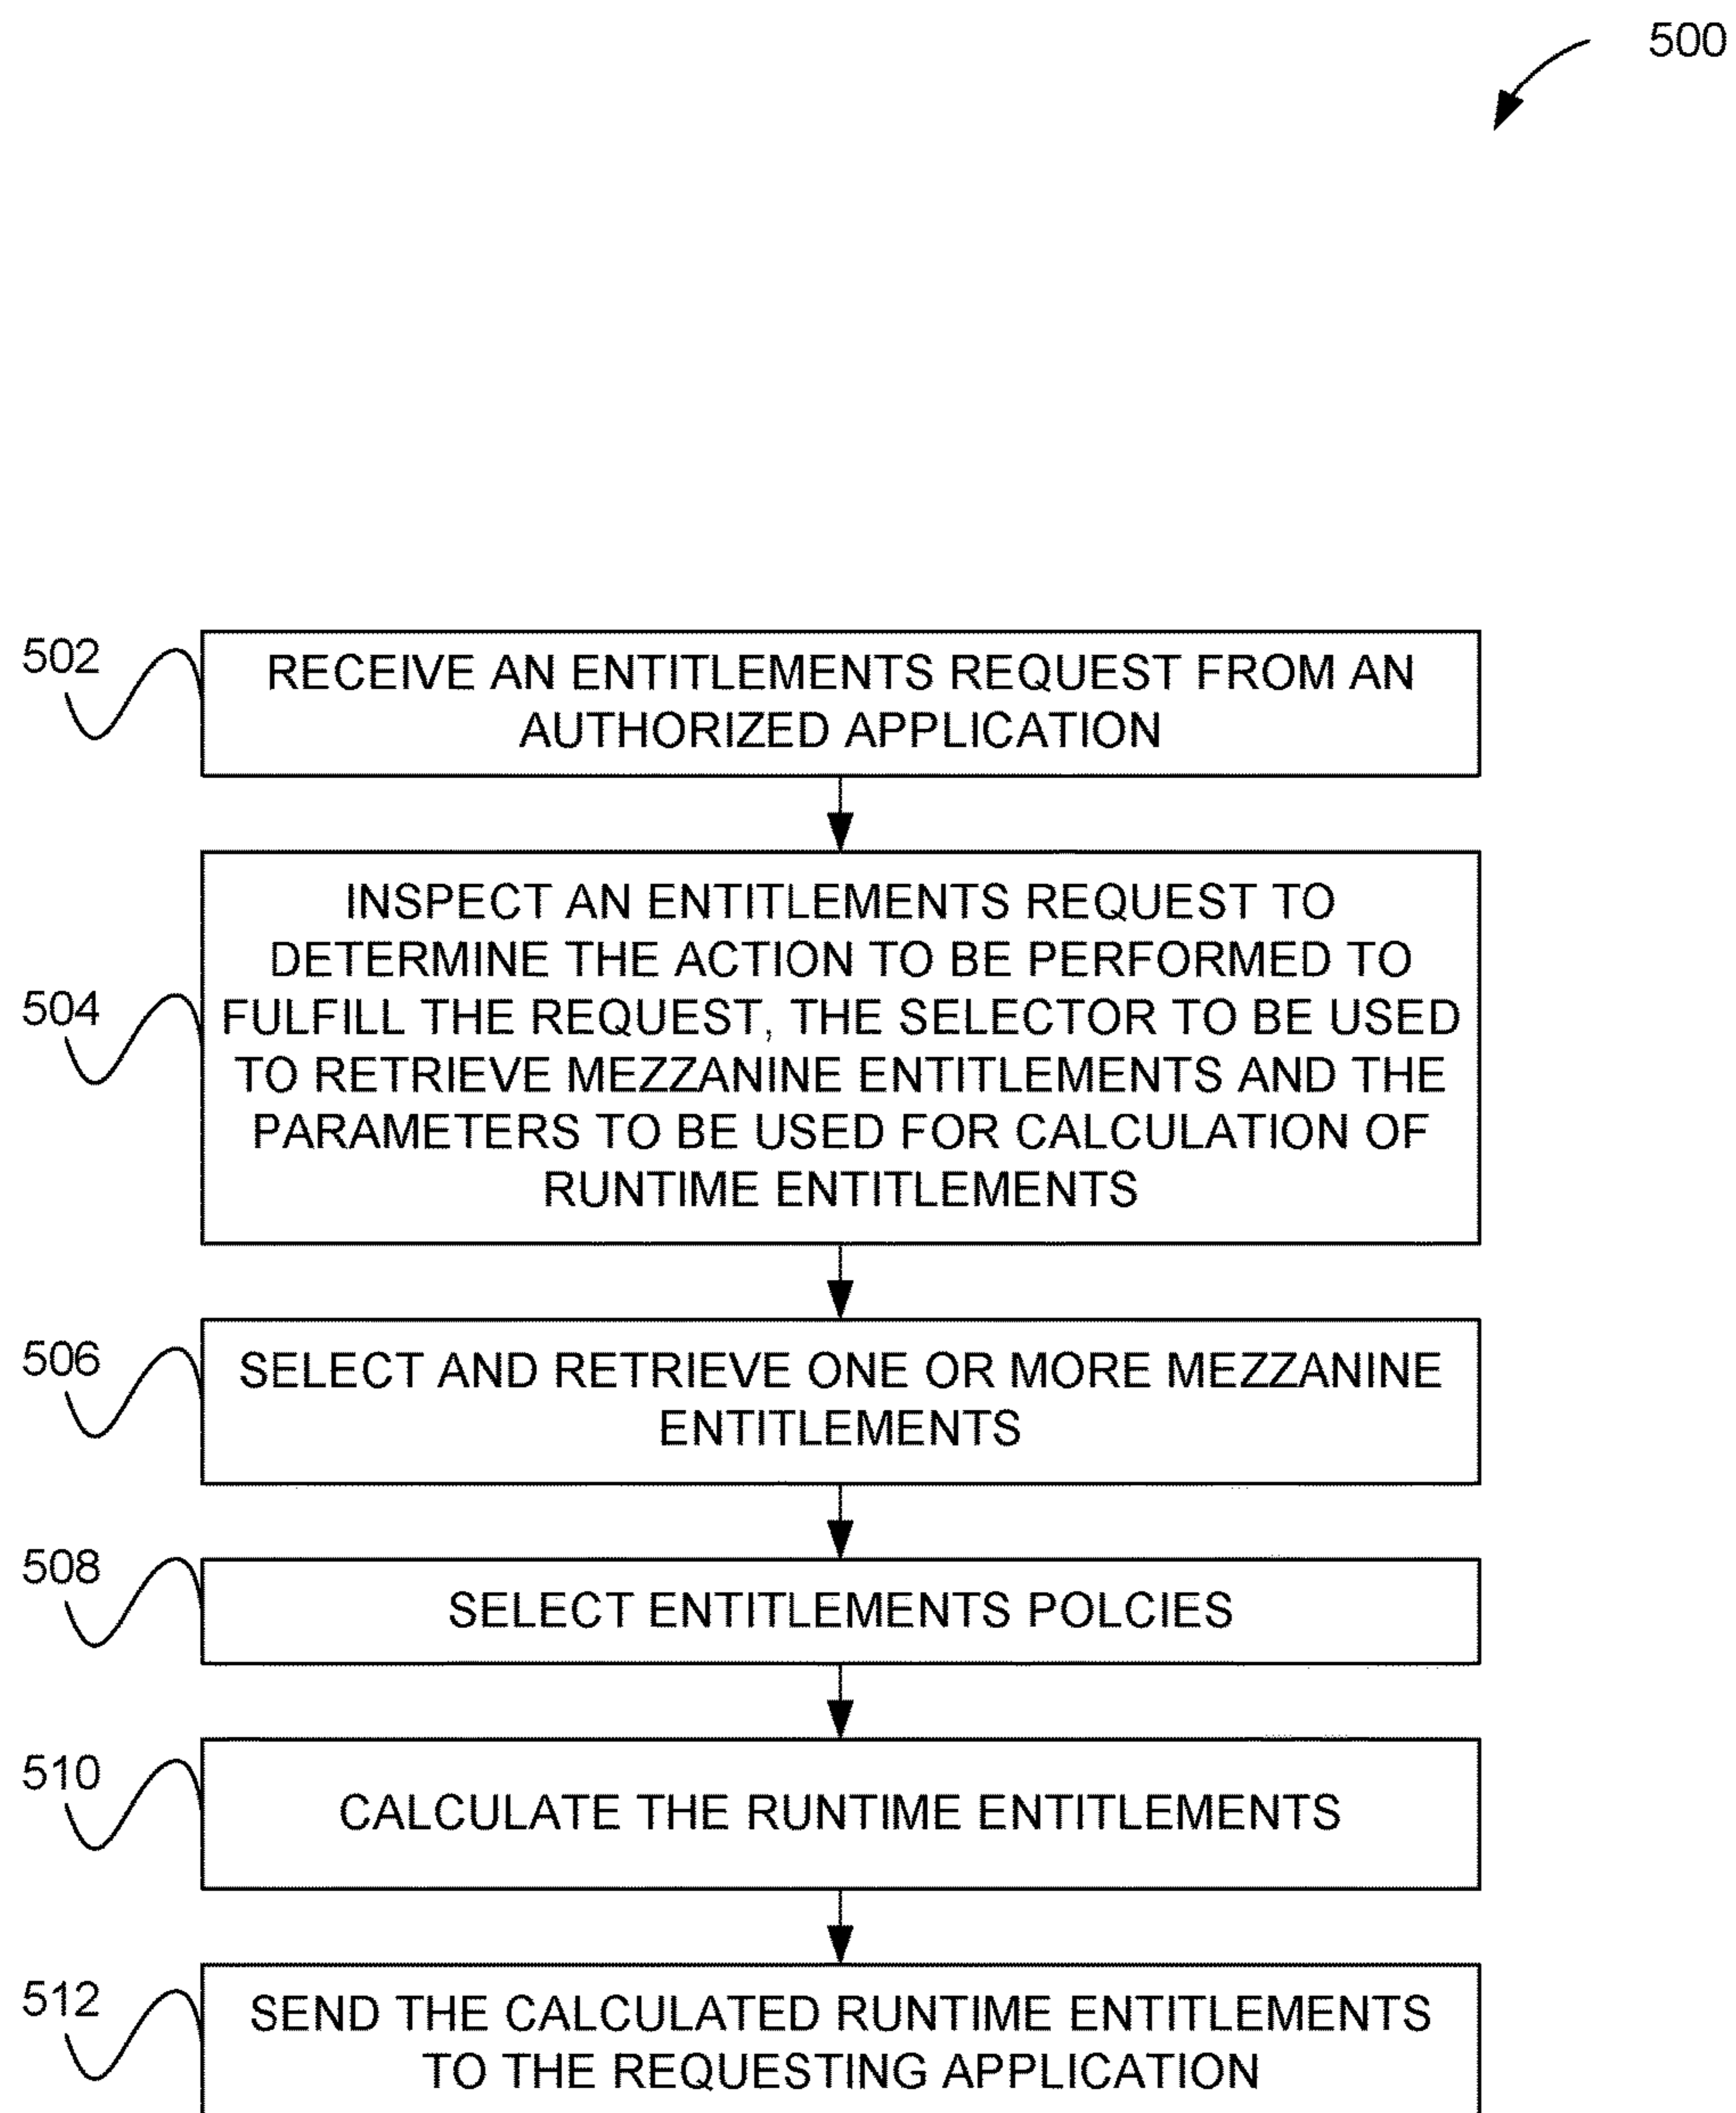 500
502
RECEIVE AN ENTITLEMENTS REQUEST FROM AN
AUTHORIZED APPLICATION
504
INSPECT AN ENTITLEMENTS REQUEST TO
DETERMINE THE ACTION TO BE PERFORMED TO
FULFILL THE REQUEST, THE SELECTOR TO BE USED
TO RETRIEVE MEZZANINE ENTITLEMENTS AND THE
PARAMETERS TO BE USED FOR CALCULATION OF
RUNTIME ENTITLEMENTS
506
SELECT AND RETRIEVE ONE OR MORE MEZZANINE
ENTITLEMENTS
508
SELECT ENTITLEMENTS POLCIES
510
CALCULATE THE RUNTIME ENTITLEMENTS
512
SEND THE CALCULATED RUNTIME ENTITLEMENTS
TO THE REQUESTING APPLICATION